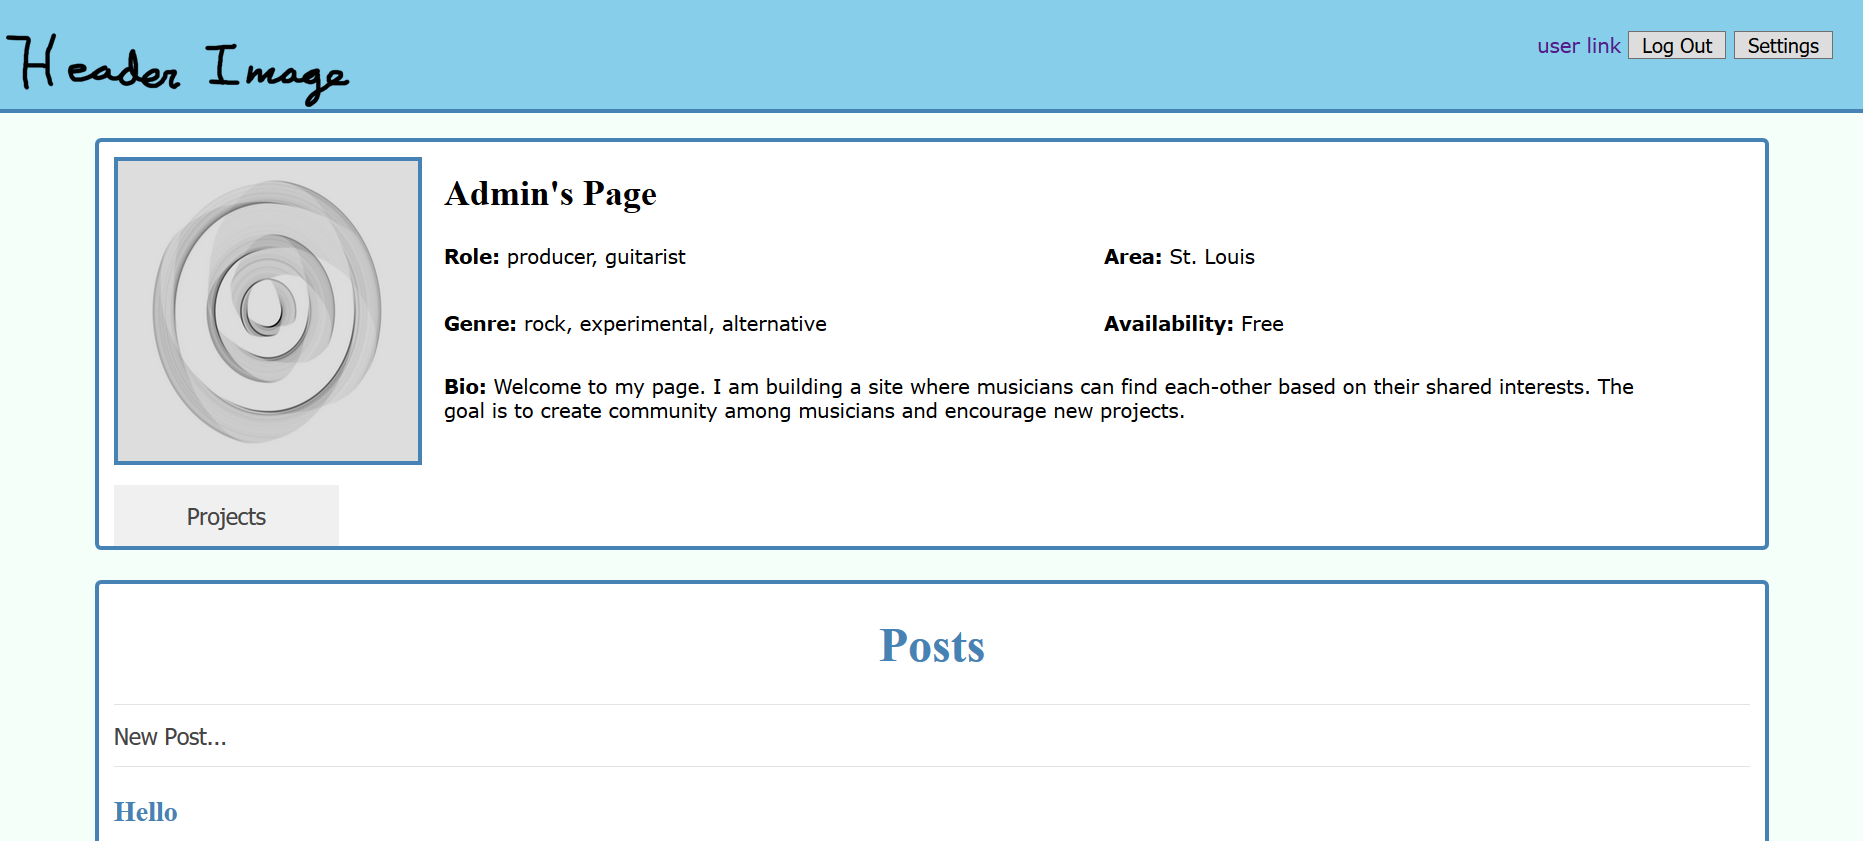 Header Image
user link Log Out Settings
Admin's Page
Role: producer, guitarist
Area: St. Louis
Genre: rock, experimental, alternative
Availability: Free
Bio: Welcome to my page. I am building a site where musicians can find each-other based on their shared interests. The
goal is to create community among musicians and encourage new projects.
Projects
Posts
New Post...
Hello